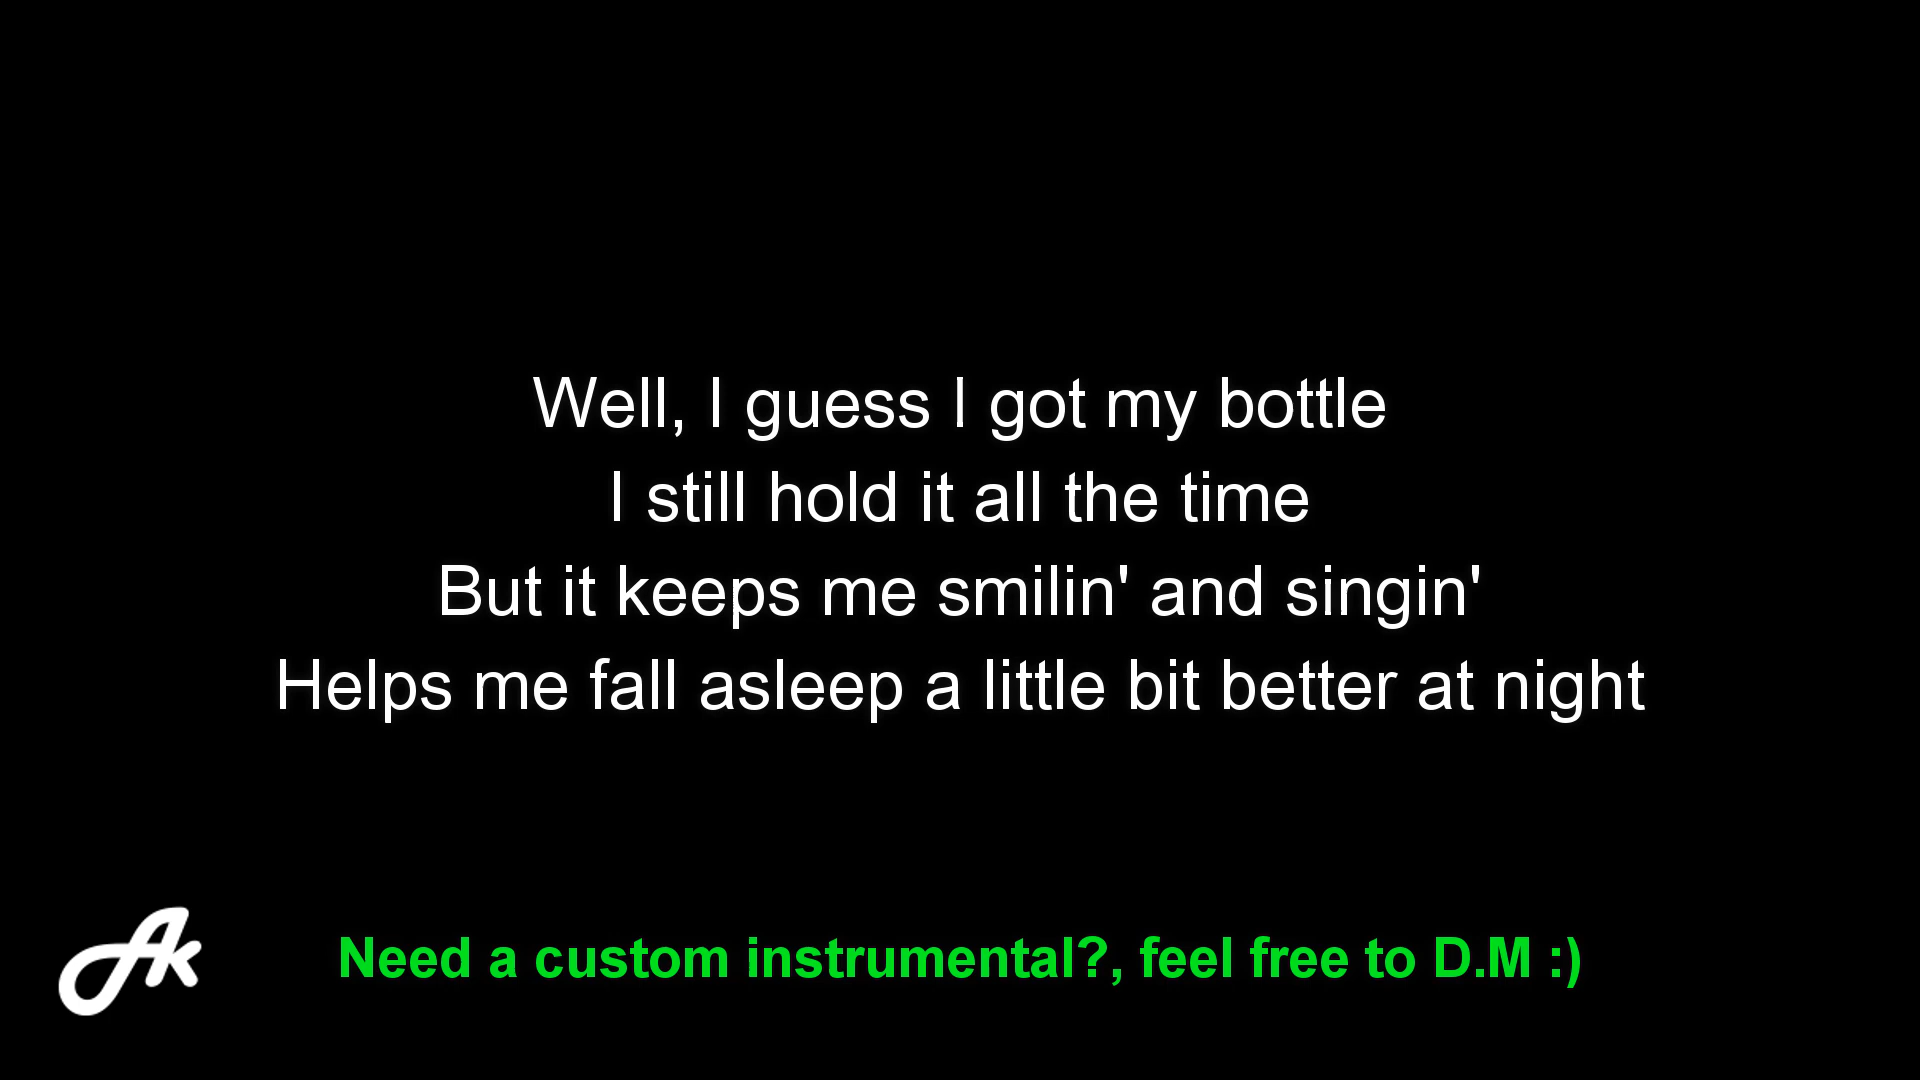 Well, I guess I got my bottle
I still hold it all the time
But it keeps me smilin' and singin'
Helps me fall asleep a little bit better at night
Ak
Need a custom instrumental?, feel free to D.M :)